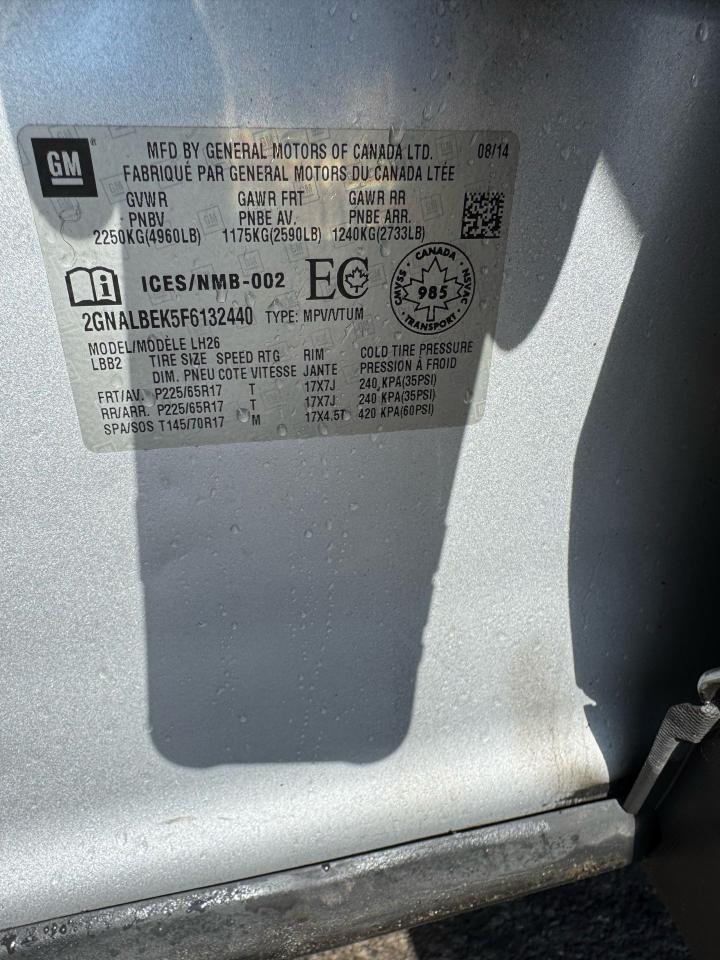 GM
MFD BY GENERAL MOTORS OF CANADA LTD. 08/14
FABRIQUÉ PAR GENERAL MOTORS DU CANADA LTÉE
GVWR GAWR FRT GAWR RR
PNBV PNBE AV. PNBE ARR.
2250KG(4960LB) 1175KG(2590LB) 1240KG(2733LB)
ICES/NMB-002 EC
CANADA CMVSS NSVAC 985 TRANSPORT
2GNALBEK5F6132440 TYPE: MPV/VTUM
MODEL/MODÈLE LH26
LBB2 TIRE SIZE SPEED RTG RIM COLD TIRE PRESSURE
DIM. PNEU COTE VITESSE JANTE PRESSION À FROID
FRT/AV. P225/65R17 T 17X7J 240 KPA(35PSI)
RR/ARR. P225/65R17 T 17X7J 240 KPA(35PSI)
SPA/SOS T145/70R17 M 17X4.5T 420 KPA(60PSI)